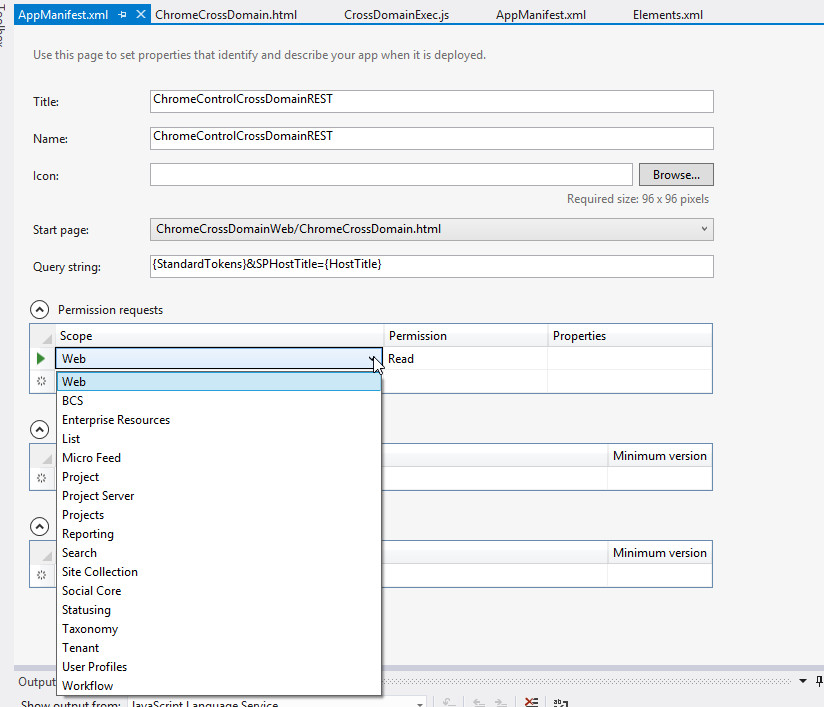 AppManifest.xml ChromeCrossDomain.html CrossDomainExec.js AppManifest.xml Elements.xml
Toolbox
Use this page to set properties that identify and describe your app when it is deployed.
Title: ChromeControlCrossDomainREST
Name: ChromeControlCrossDomainREST
Icon: Browse...
Required size: 96 x 96 pixels
Start page: ChromeCrossDomainWeb/ChromeCrossDomain.html
Query string: {StandardTokens}&SPHostTitle={HostTitle}
Permission requests
Scope Permission Properties
Web Read
Web
BCS
Enterprise Resources
List
Micro Feed
Minimum version
Project
Project Server
Projects
Reporting
Search
Minimum version
Site Collection
Social Core
Statusing
Taxonomy
Tenant
User Profiles
Output
Workflow
Show output from: JavaScript Language Service